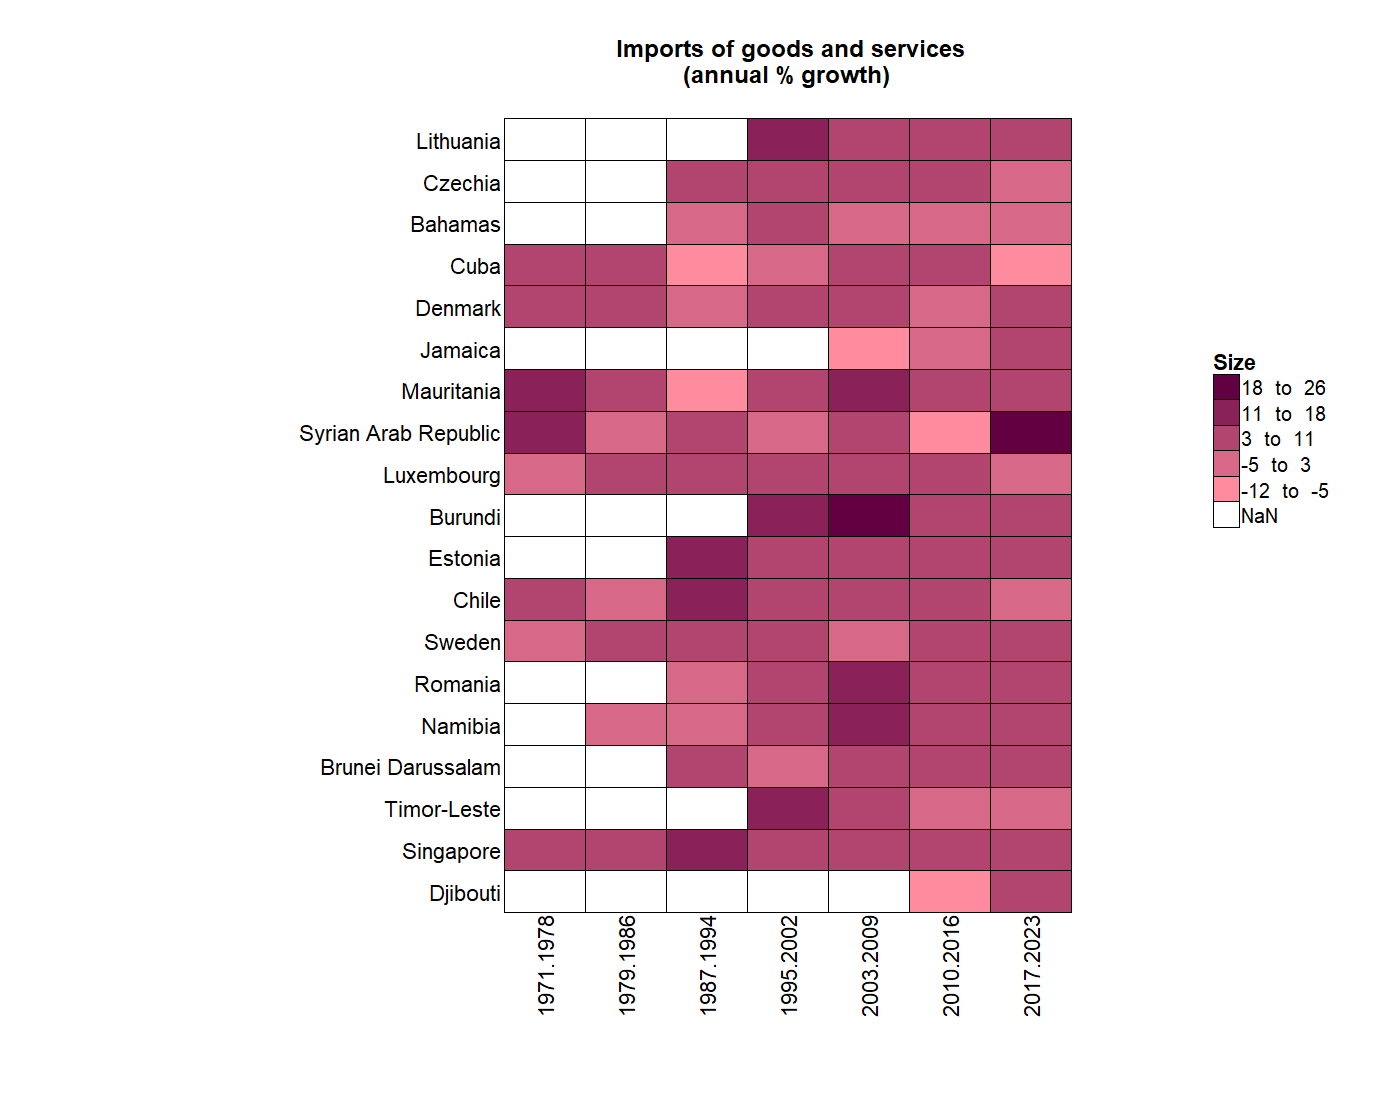 Imports of goods and services
(annual % growth)
Lithuania
Czechia
Bahamas
Cuba
Denmark
Jamaica
Mauritania
Syrian Arab Republic
Luxembourg
Burundi
Estonia
Chile
Sweden
Romania
Namibia
Brunei Darussalam
Timor-Leste
Singapore
Djibouti
1971.1978
1979.1986
1987.1994
1995.2002
2003.2009
2010.2016
2017.2023
Size
18 to 26
11 to 18
3 to 11
-5 to 3
-12 to -5
NaN